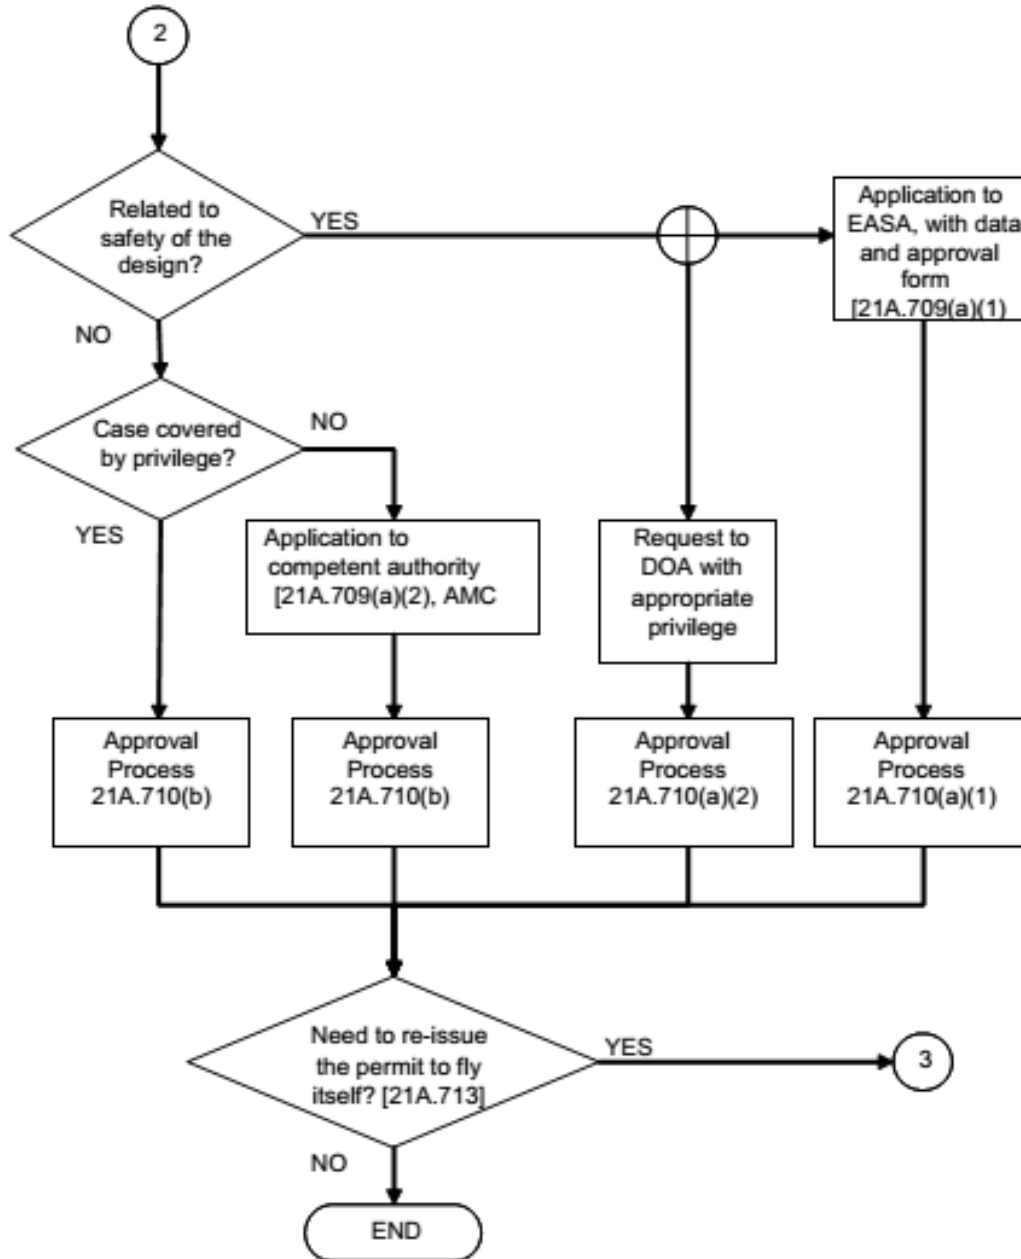 2
Related to
safety of the
design?
YES
Application to
EASA, with data
and approval
form
[21A.709(a)(1)
NO
Case covered
by privilege?
NO
YES
Application to
competent authority
[21A.709(a)(2), AMC
Request to
DOA with
appropriate
privilege
Approval
Process
21A.710(b)
Approval
Process
21A.710(b)
Approval
Process
21A.710(a)(2)
Approval
Process
21A.710(a)(1)
Need to re-issue
the permit to fly
itself? [21A.713]
YES
3
NO
END